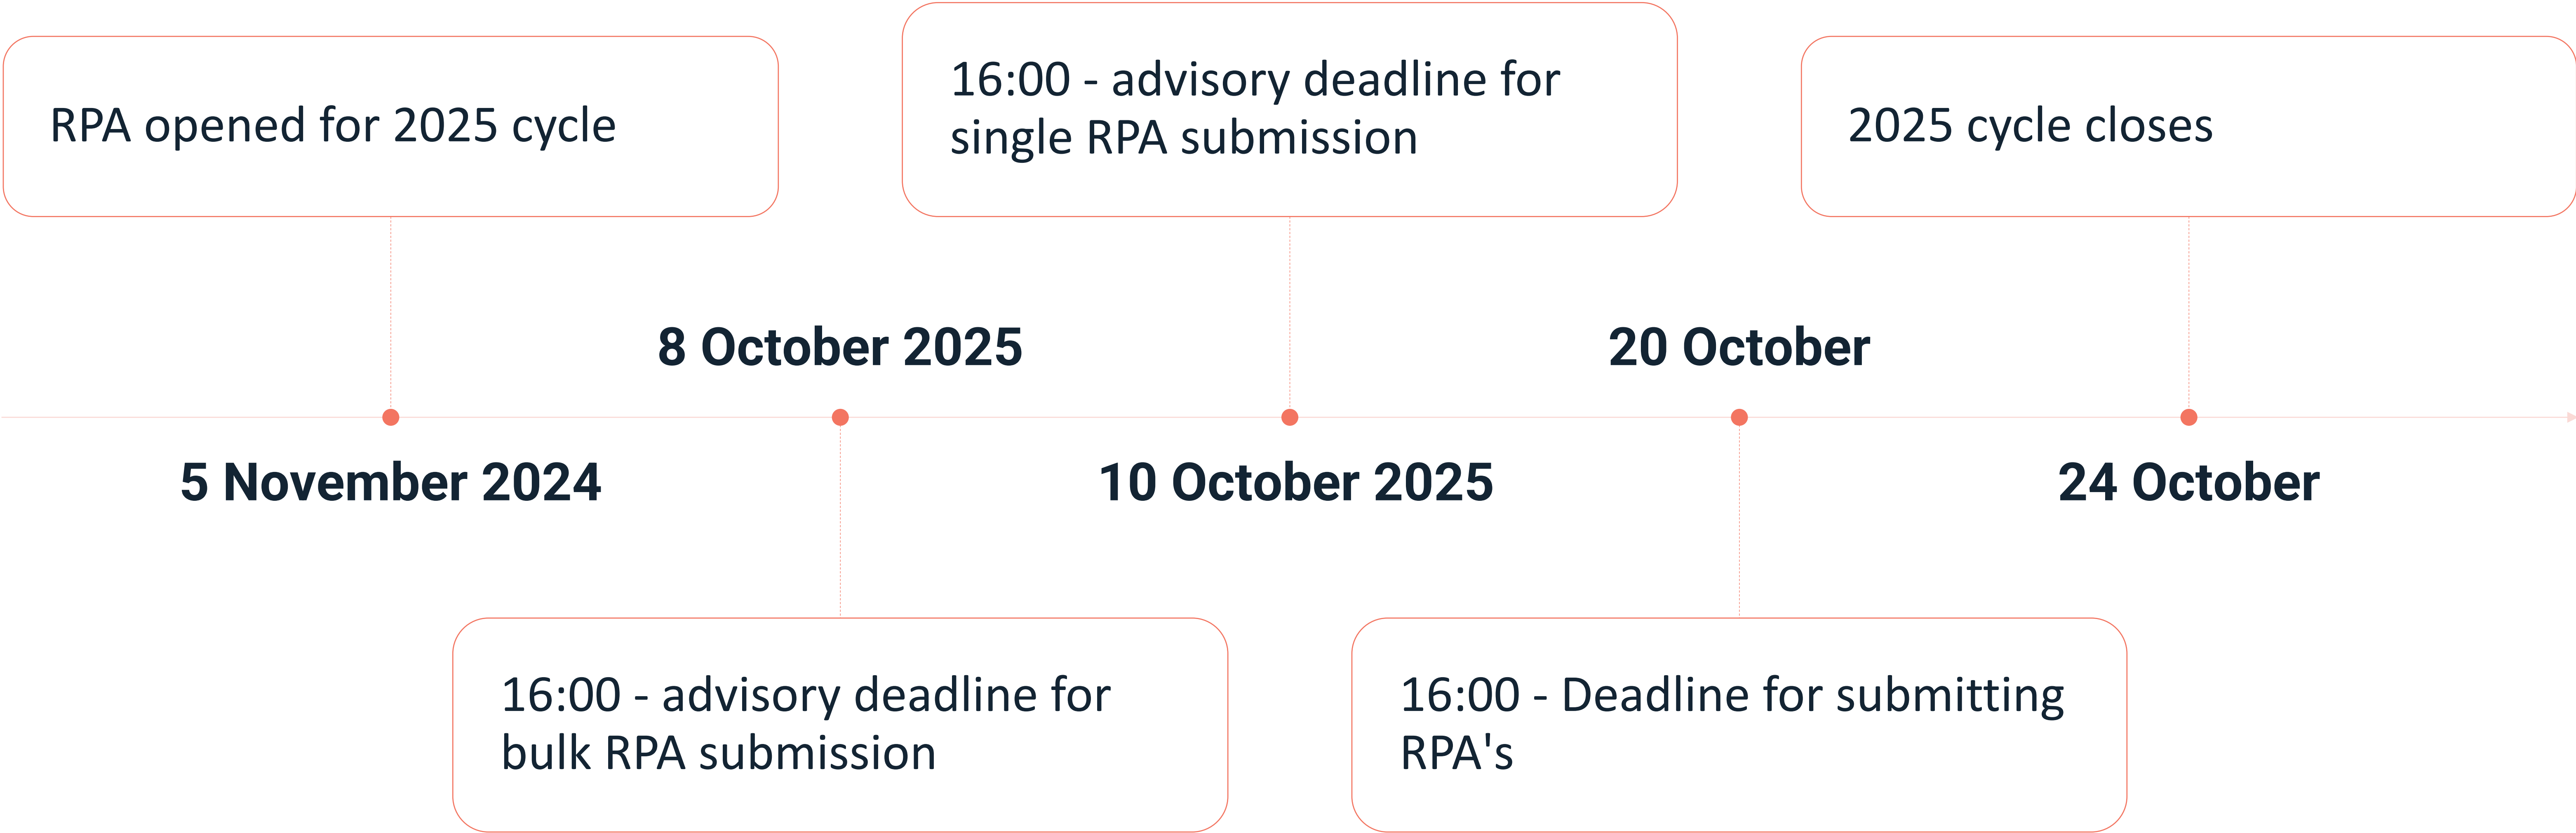 RPA opened for 2025 cycle
16:00 - advisory deadline for
single RPA submission
2025 cycle closes
8 October 2025
20 October
5 November 2024
10 October 2025
24 October
16:00 - advisory deadline for
bulk RPA submission
16:00 - Deadline for submitting
RPA's